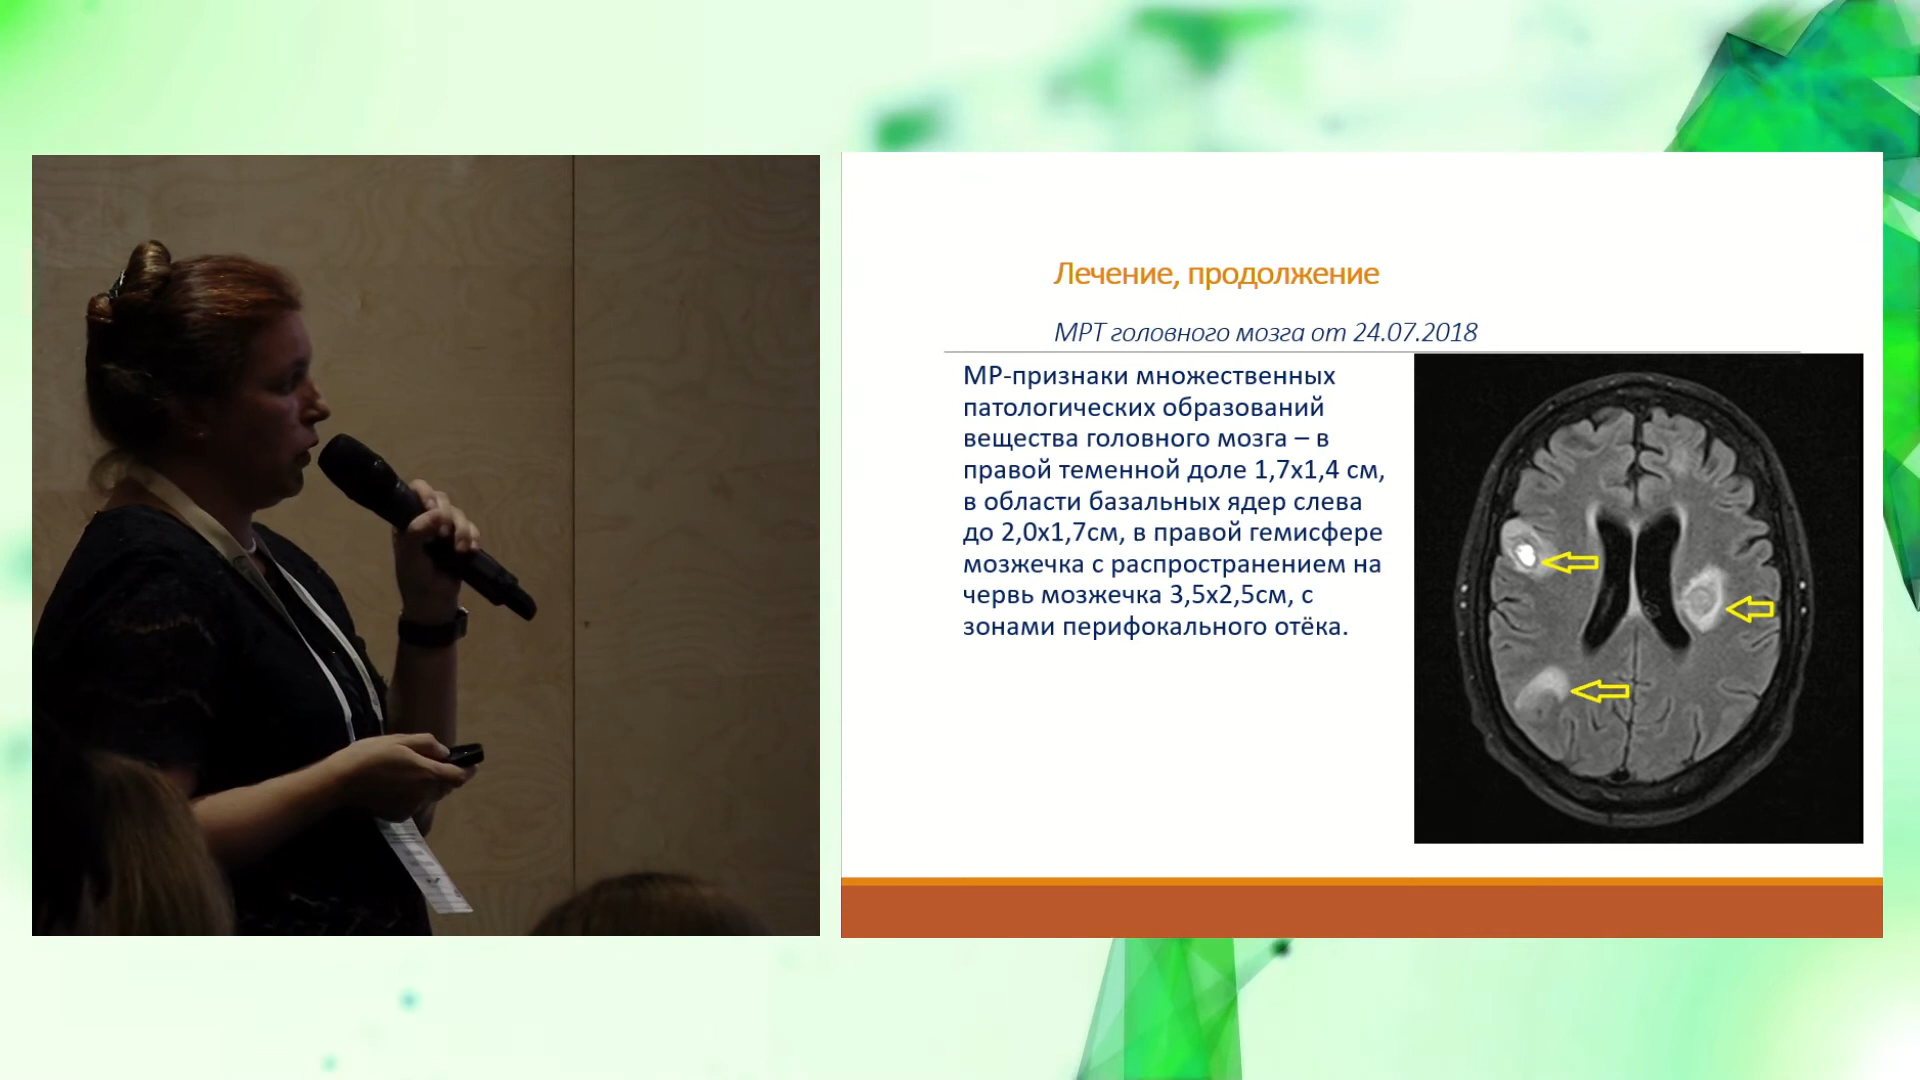 Лечение, продолжение
МРТ головного мозга от 24.07.2018
МР-признаки множественных
патологических образований
вещества головного мозга – в
правой теменной доле 1,7х1,4 см,
в области базальных ядер слева
до 2,0х1,7см, в правой гемисфере
мозжечка с распространением на
червь мозжечка 3,5х2,5см, с
зонами перифокального отёка.